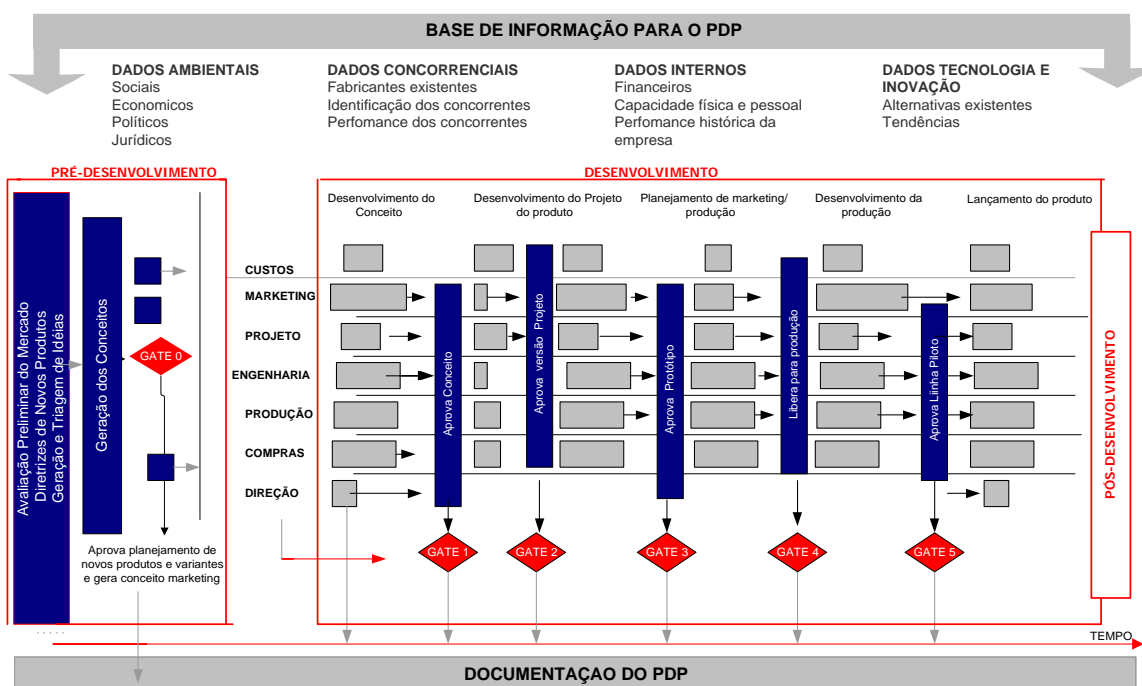 BASE DE INFORMAÇÃO PARA O PDP
DADOS AMBIENTAIS
Sociais
Economicos
Políticos
Jurídicos
DADOS CONCORRENCIAIS
Fabricantes existentes
Identificação dos concorrentes
Perfomance dos concorrentes
DADOS INTERNOS
Financeiros
Capacidade física e pessoal
Perfomance histórica da
empresa
DADOS TECNOLOGIA E
INOVAÇÃO
Alternativas existentes
Tendências
PRÉ-DESENVOLVIMENTO
Avaliação Preliminar do Mercado
Diretrizes de Novos Produtos
Geração e Triagem de Idéias
Geração dos Conceitos
GATE 0
Aprova planejamento de
novos produtos e variantes
e gera conceito marketing
.....
DESENVOLVIMENTO
Desenvolvimento do
Conceito
Desenvolvimento do Projeto
do produto
Planejamento de marketing/
produção
Desenvolvimento da
produção
Lançamento do produto
CUSTOS
MARKETING
PROJETO
ENGENHARIA
PRODUÇÃO
COMPRAS
DIREÇÃO
Aprova Conceito
Aprova versão Projeto
Aprova Protótipo
Libera para produção
Aprova Liinha Piloto
GATE 1
GATE 2
GATE 3
GATE 4
GATE 5
PÓS-DESENVOLVIMENTO
TEMPO
DOCUMENTAÇAO DO PDP